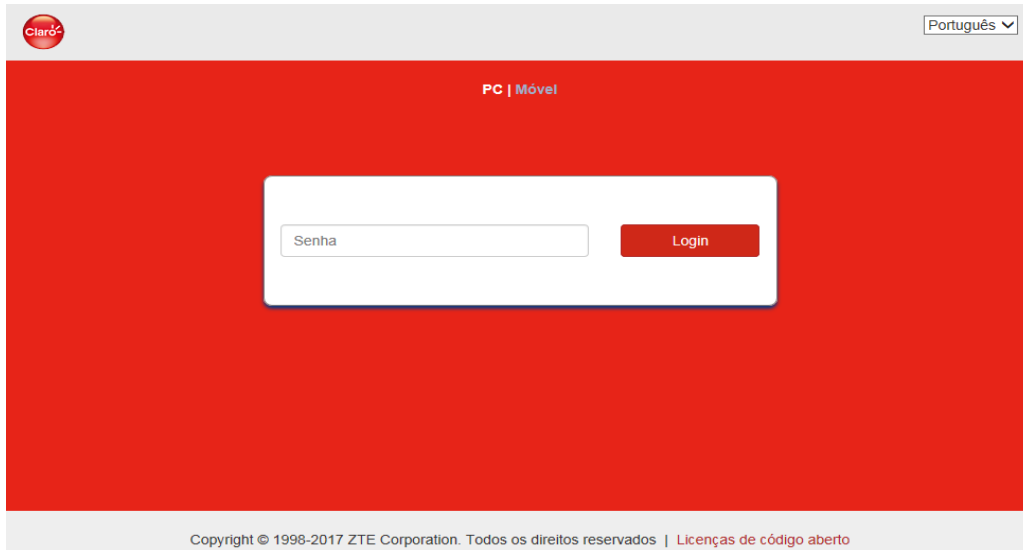 Claro
Português
PC | Móvel
Senha
Login
Copyright © 1998-2017 ZTE Corporation. Todos os direitos reservados | Licenças de código aberto